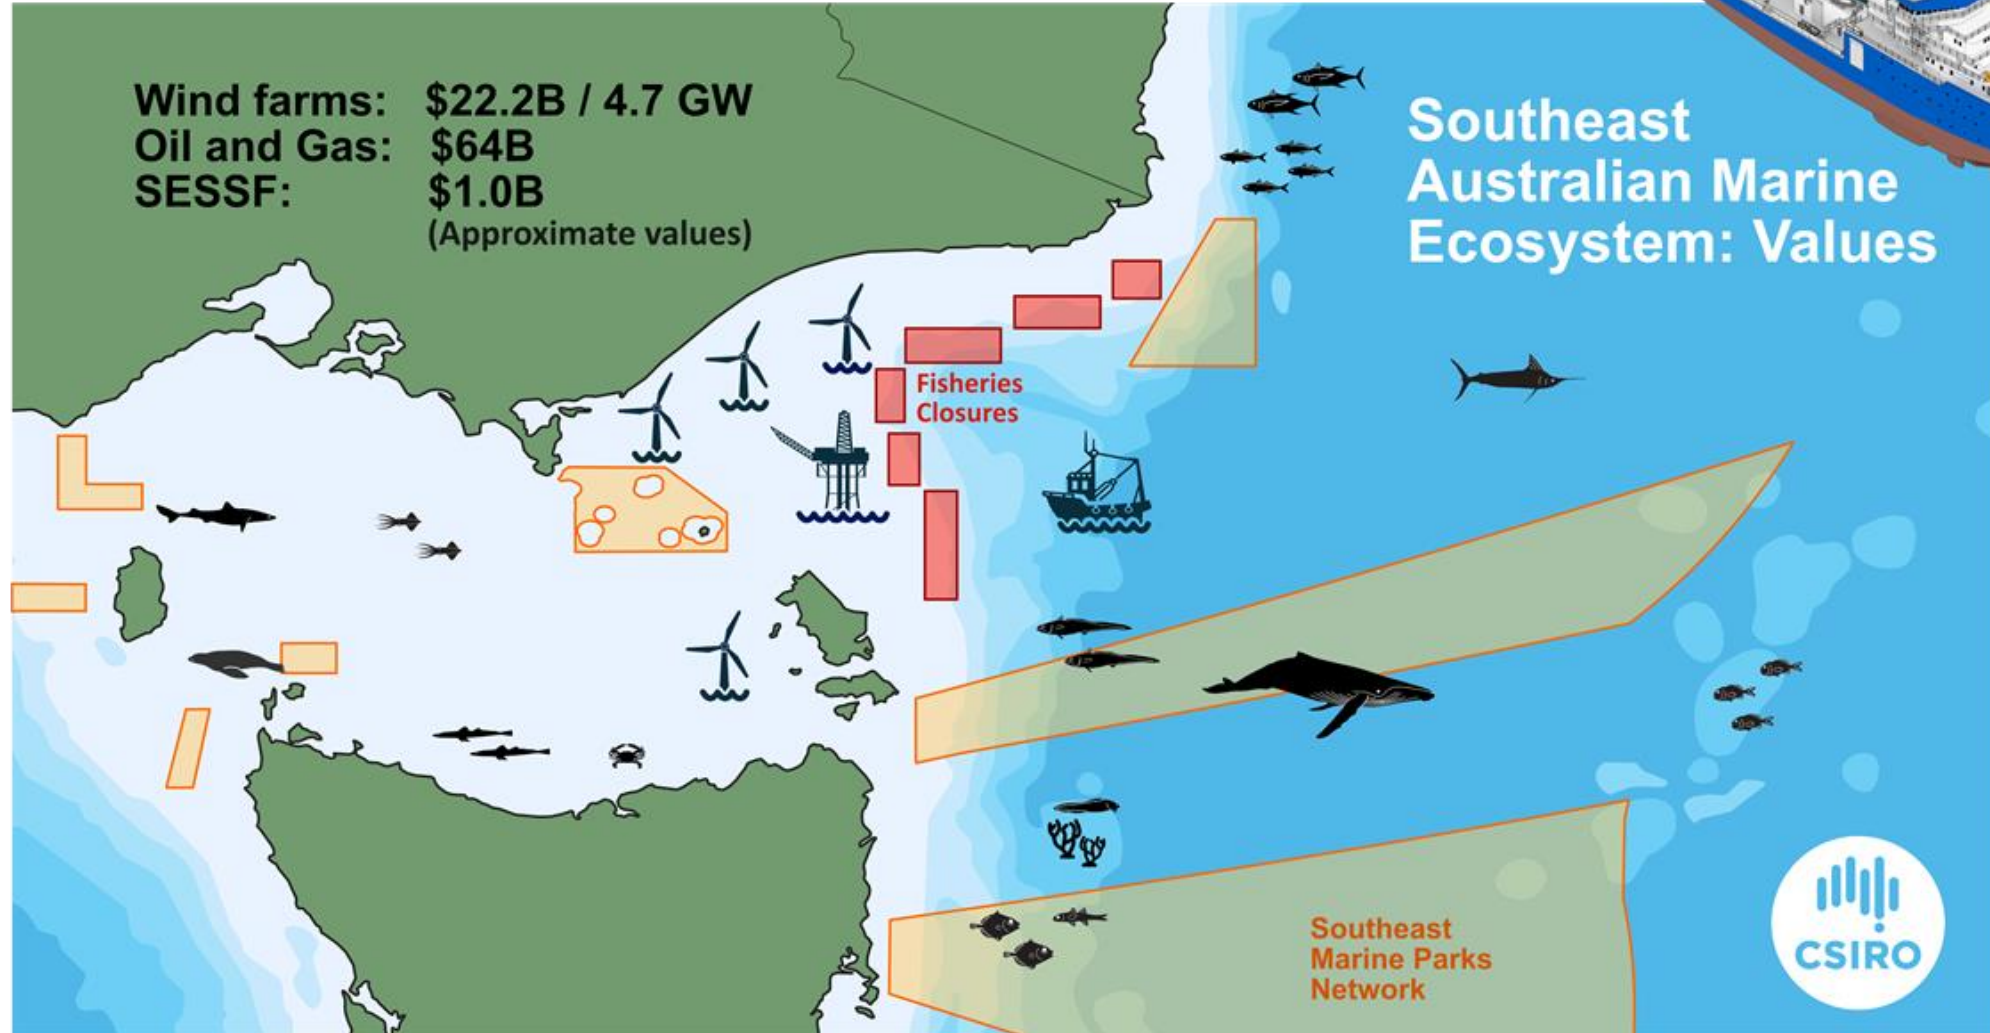 Wind farms: $22.2B / 4.7 GW
Oil and Gas: $64B
SESSF: $1.0B
(Approximate values)
Southeast
Australian Marine
Ecosystem: Values
Fisheries
Closures
Southeast
Marine Parks
Network
CSIRO